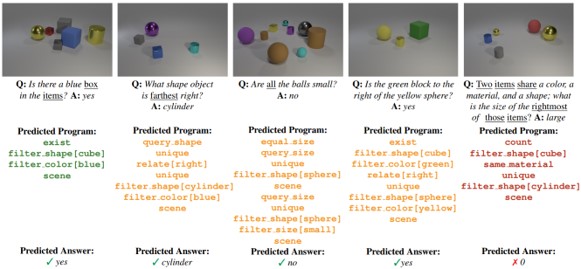 Q: Is there a blue box
in the items? A: yes
Predicted Program:
exist
filter_shape[cube]
filter_color[blue]
scene
Predicted Answer:
✓ yes
Q: What shape object
is farthest right?
A: cylinder
Predicted Program:
query_shape
unique
relate[right]
unique
filter_shape[cylinder]
filter_color[blue]
scene
Predicted Answer:
✓ cylinder
Q: Are all the balls small?
A: no
Predicted Program:
equal_size
query_size
unique
filter_shape[sphere]
scene
query_size
unique
filter_shape[sphere]
filter_size[small]
scene
Predicted Answer:
✓ no
Q: Is the green block to the
right of the yellow sphere?
A: yes
Predicted Program:
exist
filter_shape[cube]
filter_color[green]
relate[right]
unique
filter_shape[sphere]
filter_color[yellow]
scene
Predicted Answer:
✓ yes
Q: Two items share a color, a
material, and a shape; what
is the size of the rightmost
of those items? A: large
Predicted Program:
count
filter_shape[cube]
same_material
unique
filter_shape[cylinder]
scene
Predicted Answer:
✗ 0